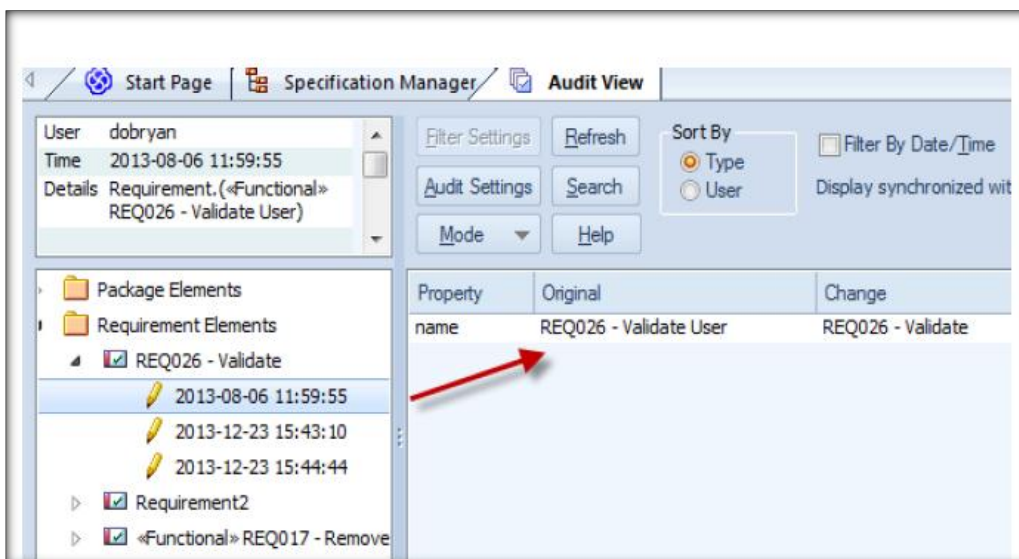 Start Page Specification Manager Audit View
User dobryan
Time 2013-08-06 11:59:55
Details Requirement.(«Functional»
REQ026 - Validate User)
Filter Settings Refresh
Audit Settings Search
Mode Help
Sort By
Type
User
Filter By Date/Time
Display synchronized wit
Package Elements
Requirement Elements
REQ026 - Validate
2013-08-06 11:59:55
2013-12-23 15:43:10
2013-12-23 15:44:44
Requirement2
«Functional» REQ017 - Remove
Property Original Change
name REQ026 - Validate User REQ026 - Validate